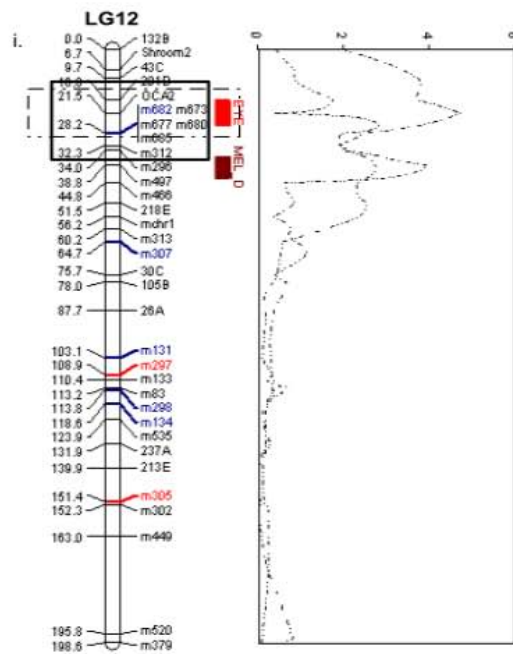 LG12
i.
0.0 132B
6.7 Shroom2
9.7 43C
201D
21.5 OCA2
m682 m673
28.2 m677 m680
m685
32.3 m312
34.0 m296
38.8 m497
44.8 m466
51.5 218E
56.2 mchr1
60.2 m313
64.7 m307
75.7 30C
78.0 105B
87.7 26A
103.1 m131
108.9 m297
110.4 m133
113.2 m83
113.8 m298
118.6 m134
123.9 m535
131.9 237A
139.9 213E
151.4 m305
152.3 m302
163.0 m449
195.8 m520
198.6 m379
EYE
MEL_D
0 2 4 6